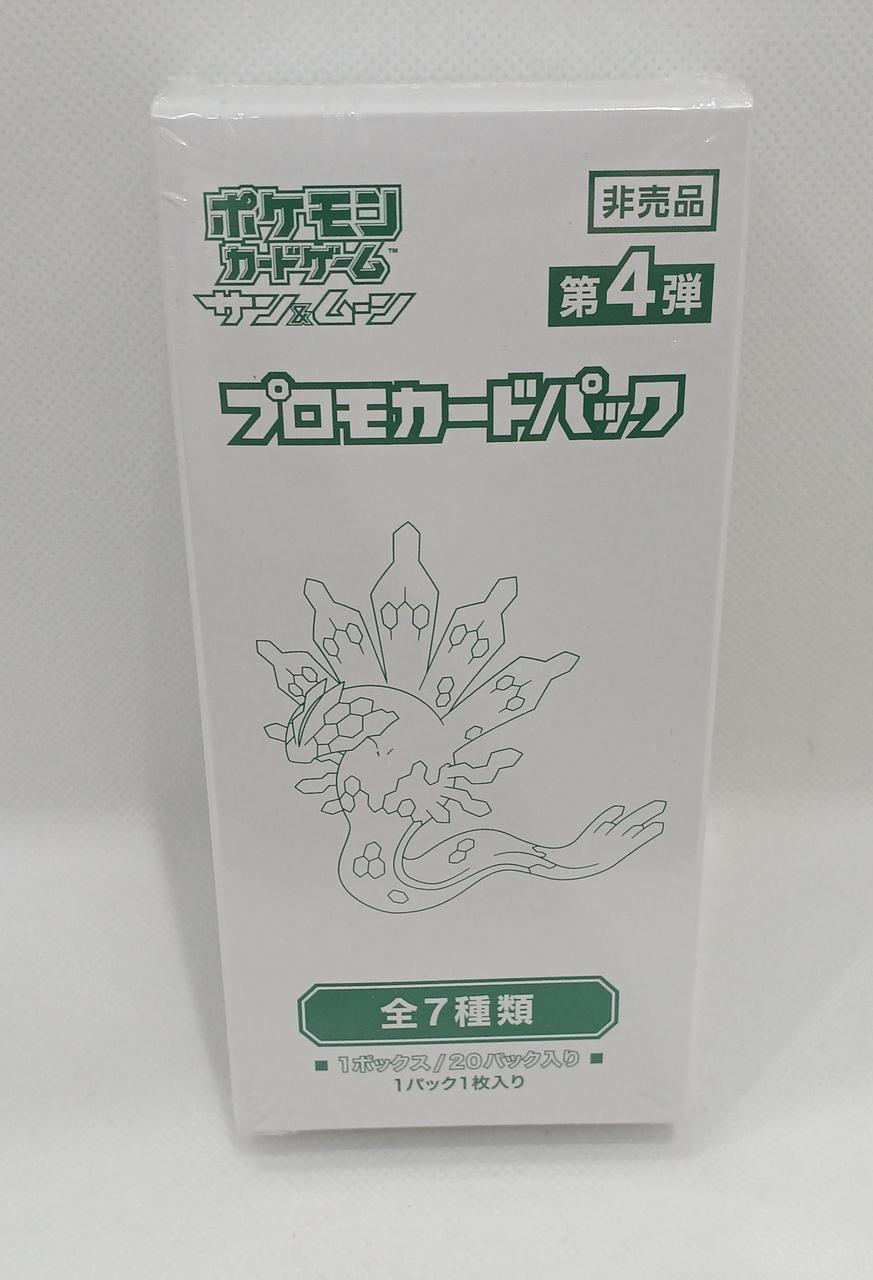 ポケモン
カードゲーム™
サン&ムーン
非売品
第4弾
プロモカードパック
全7種類
■ 1ボックス/20パック入り ■
1パック1枚入り